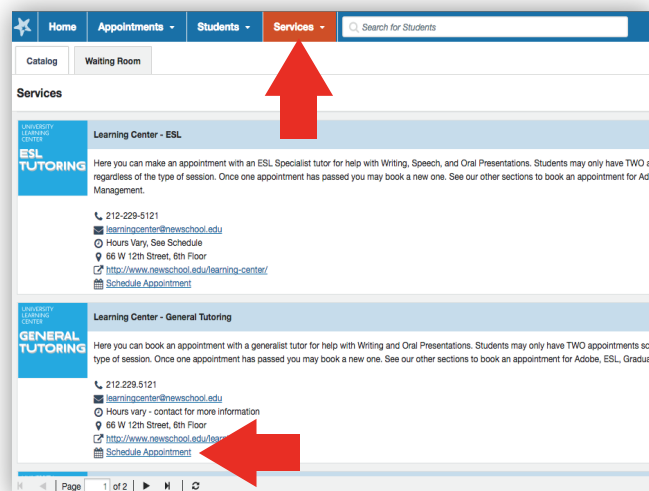 Home Appointments Students Services Search for Students
Catalog Waiting Room
Services
UNIVERSITY
LEARNING
CENTER
ESL
TUTORING
Learning Center - ESL
Here you can make an appointment with an ESL Specialist tutor for help with Writing, Speech, and Oral Presentations. Students may only have TWO
regardless of the type of session. Once one appointment has passed you may book a new one. See our other sections to book an appointment for
Management.
212-229-5121
learningcenter@newschool.edu
Hours Vary, See Schedule
66 W 12th Street, 6th Floor
http://www.newschool.edu/learning-center/
Schedule Appointment
UNIVERSITY
LEARNING
CENTER
GENERAL
TUTORING
Learning Center - General Tutoring
Here you can book an appointment with a generalist tutor for help with Writing and Oral Presentations. Students may only have TWO appointments
type of session. Once one appointment has passed you may book a new one. See our other sections to book an appointment for Adobe, ESL,
212.229.5121
learningcenter@newschool.edu
Hours vary - contact for more information
66 W 12th Street, 6th Floor
http://www.newschool.edu/lear
Schedule Appointment
Page 1 of 2